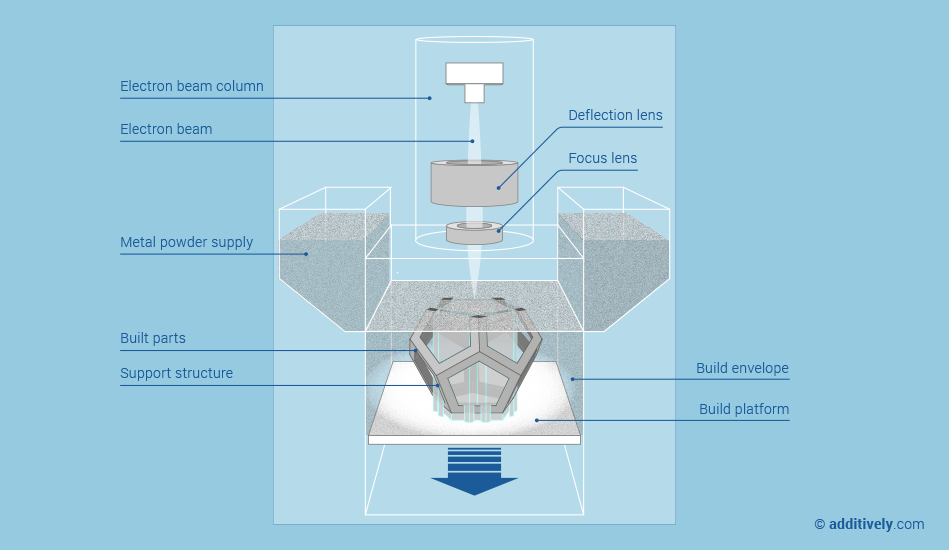 Electron beam column
Electron beam
Deflection lens
Focus lens
Metal powder supply
Built parts
Support structure
Build envelope
Build platform
© additively.com